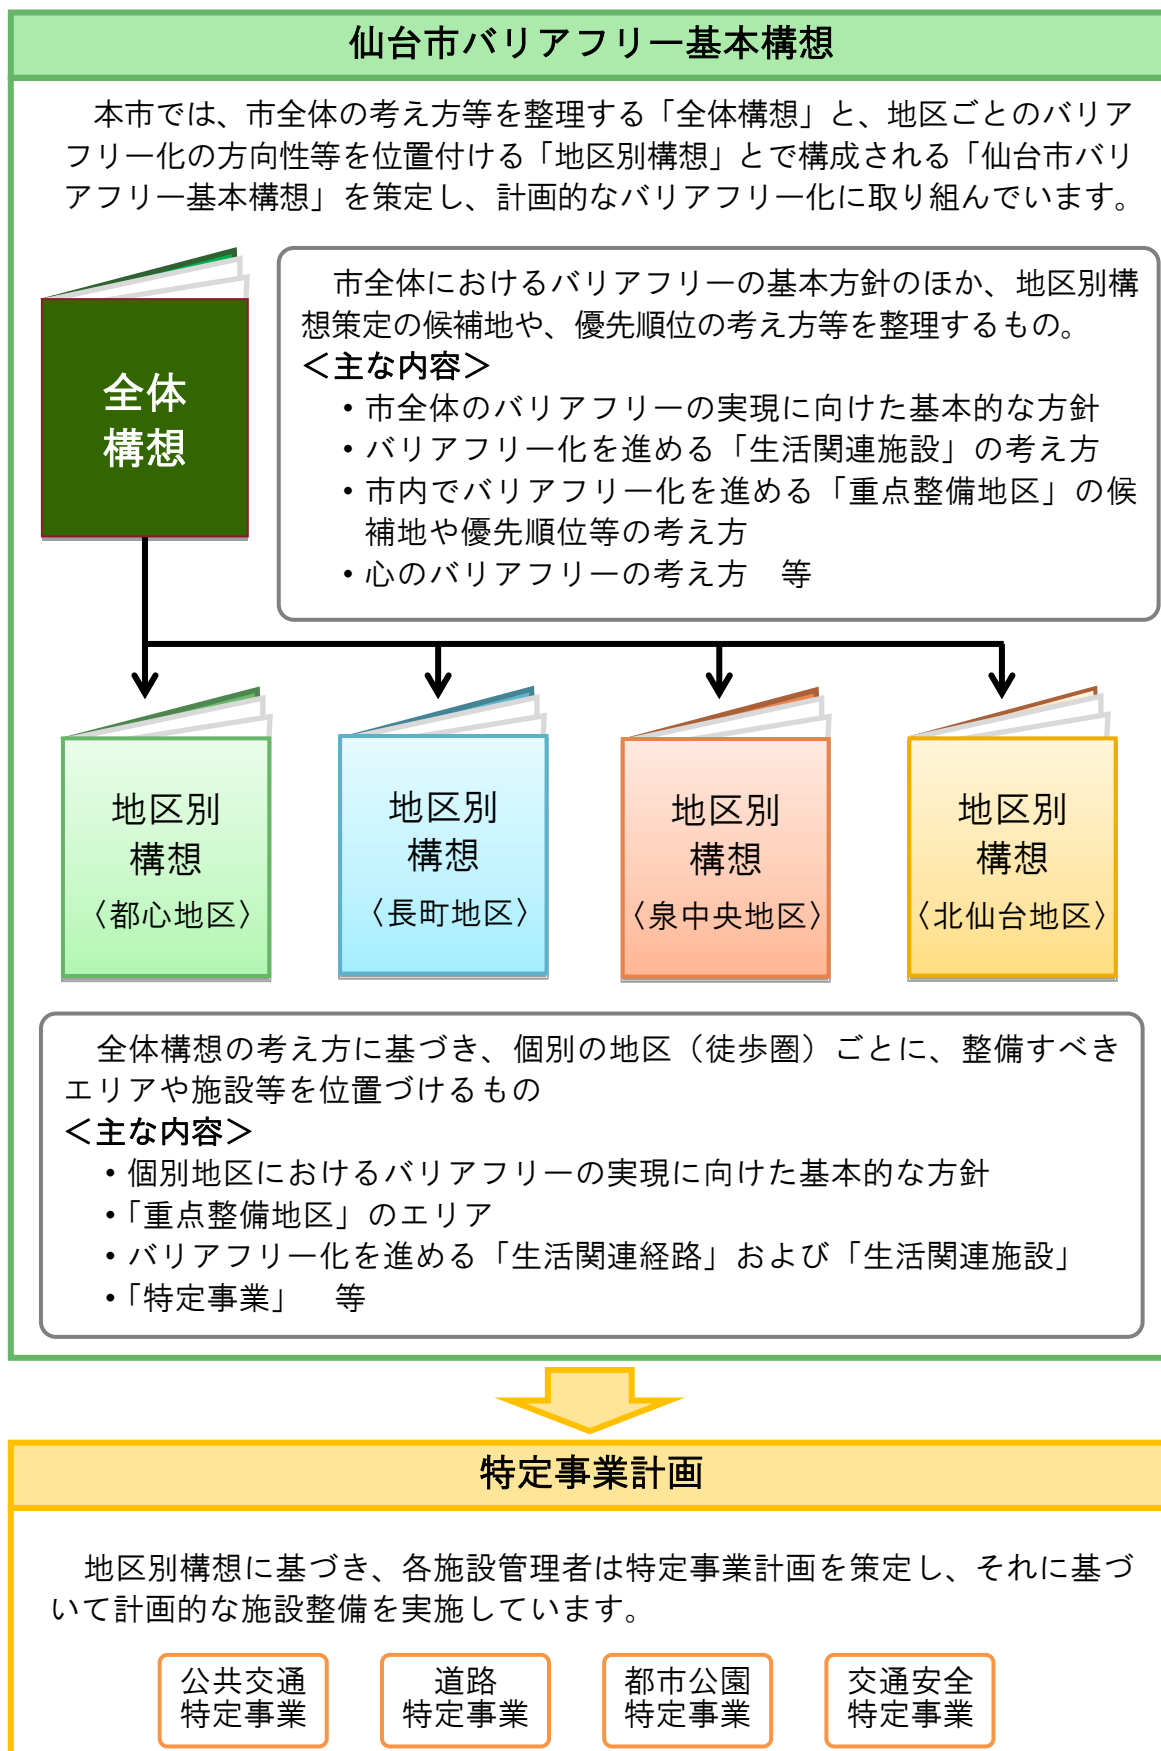 仙台市バリアフリー基本構想
本市では、市全体の考え方等を整理する「全体構想」と、地区ごとのバリア
フリー化の方向性等を位置付ける「地区別構想」とで構成される「仙台市バリ
アフリー基本構想」を策定し、計画的なバリアフリー化に取り組んでいます。
全体
構想
市全体におけるバリアフリーの基本方針のほか、地区別構
想策定の候補地や、優先順位の考え方等を整理するもの。
＜主な内容＞
・市全体のバリアフリーの実現に向けた基本的な方針
・バリアフリー化を進める「生活関連施設」の考え方
・市内でバリアフリー化を進める「重点整備地区」の候
補地や優先順位等の考え方
・心のバリアフリーの考え方　等
地区別
構想
〈都心地区〉
地区別
構想
〈長町地区〉
地区別
構想
〈泉中央地区〉
地区別
構想
〈北仙台地区〉
全体構想の考え方に基づき、個別の地区（徒歩圏）ごとに、整備すべき
エリアや施設等を位置づけるもの
＜主な内容＞
・個別地区におけるバリアフリーの実現に向けた基本的な方針
・「重点整備地区」のエリア
・バリアフリー化を進める「生活関連経路」および「生活関連施設」
・「特定事業」　等
特定事業計画
地区別構想に基づき、各施設管理者は特定事業計画を策定し、それに基づ
いて計画的な施設整備を実施しています。
公共交通
特定事業
道路
特定事業
都市公園
特定事業
交通安全
特定事業